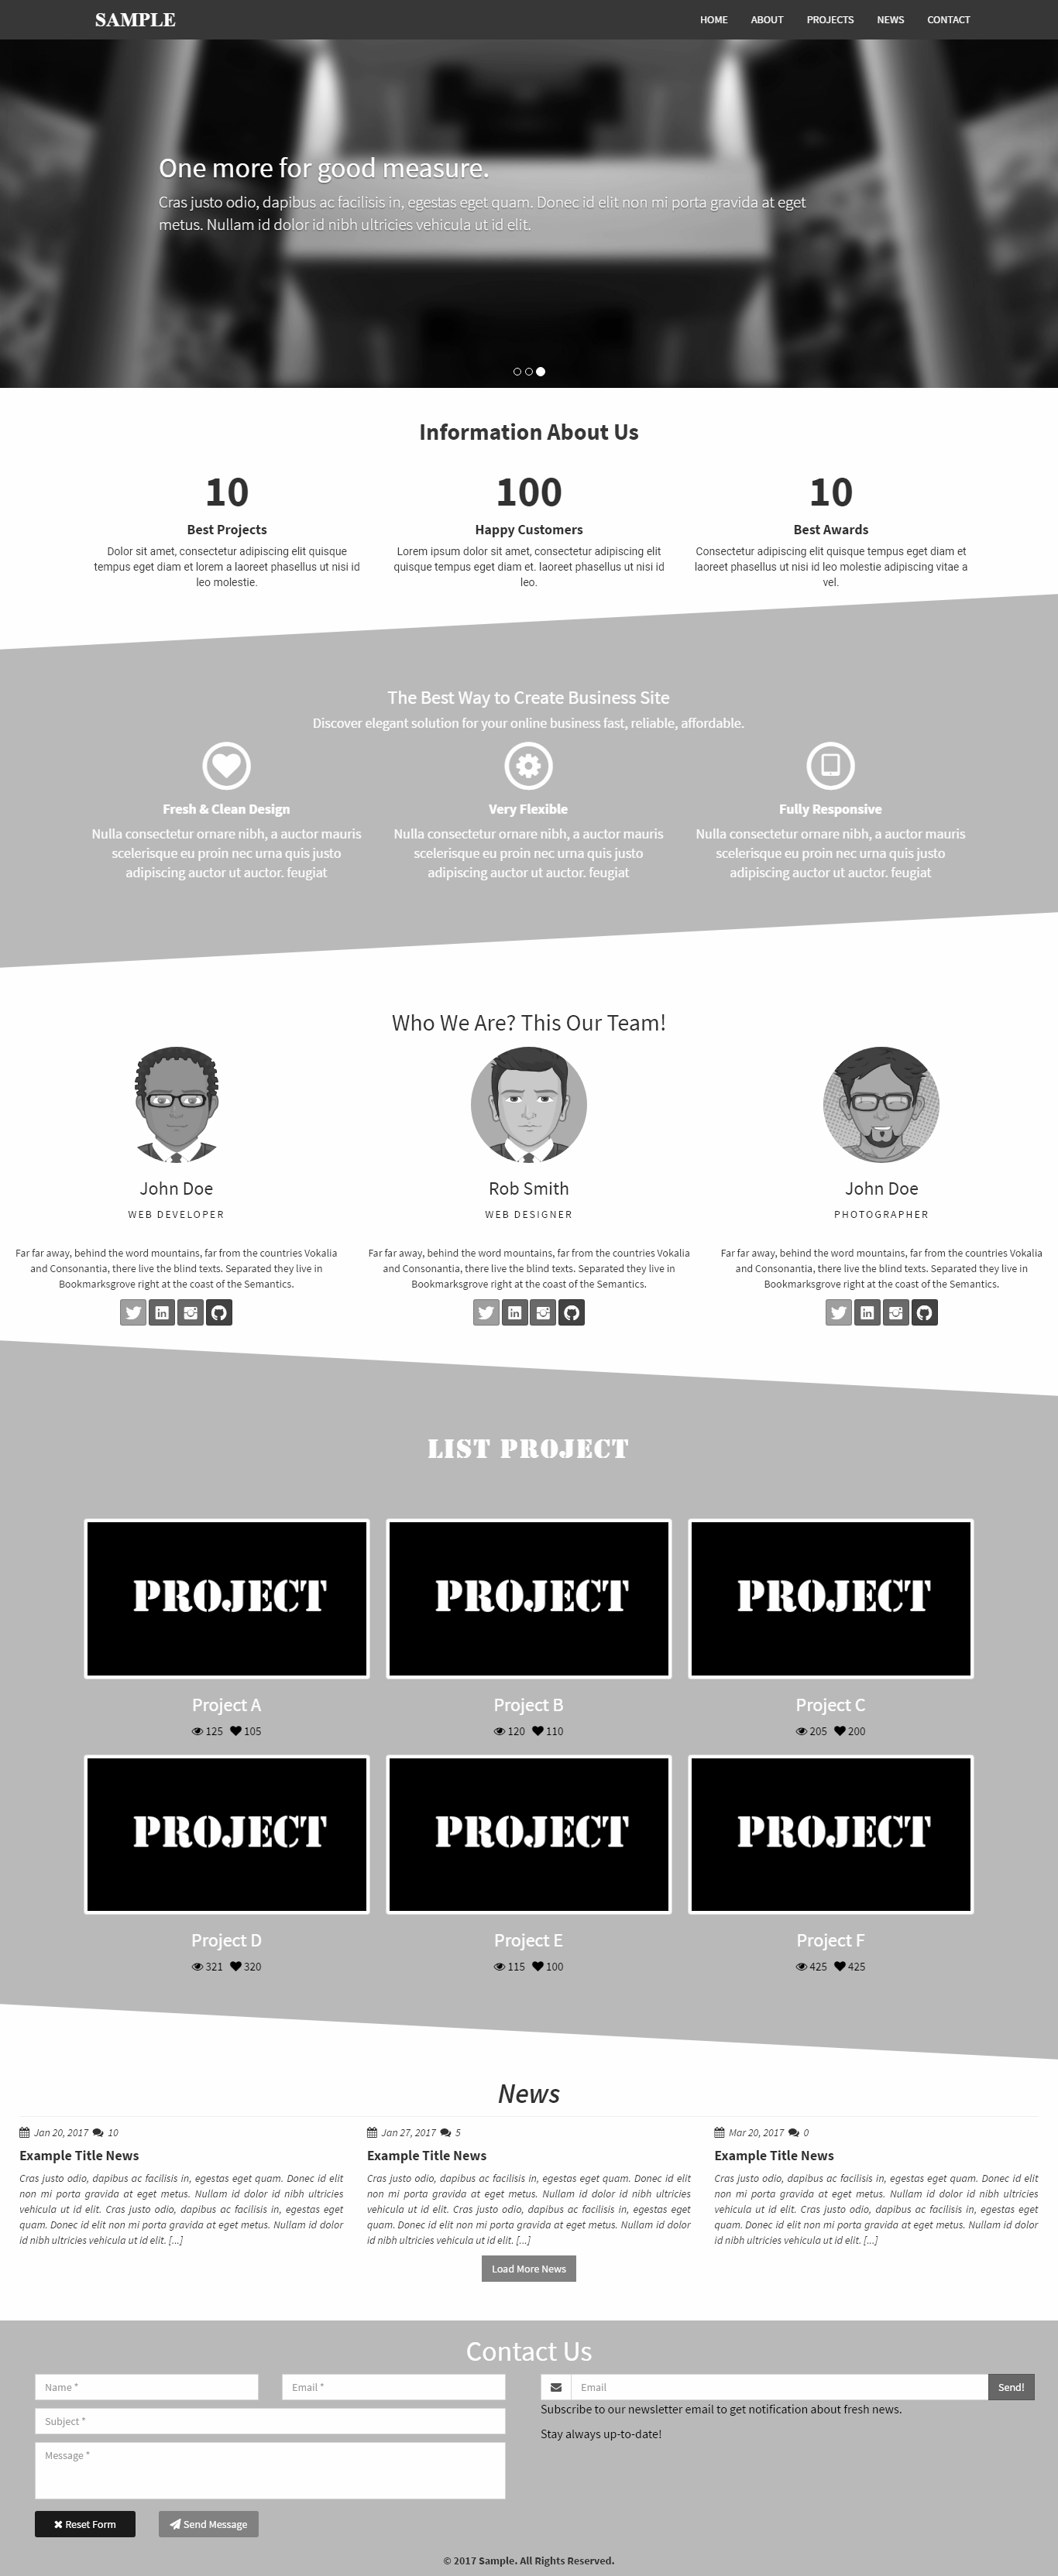 SAMPLE
HOME ABOUT PROJECTS NEWS CONTACT
One more for good measure.
Cras justo odio, dapibus ac facilisis in, egestas eget quam. Donec id elit non mi porta gravida at eget
metus. Nullam id dolor id nibh ultricies vehicula ut id elit.
Information About Us
10
Best Projects
Dolor sit amet, consectetur adipiscing elit quisque
tempus eget diam et lorem a laoreet phasellus ut nisi id
leo molestie.
100
Happy Customers
Lorem ipsum dolor sit amet, consectetur adipiscing elit
quisque tempus eget diam et. laoreet phasellus ut nisi id
leo.
10
Best Awards
Consectetur adipiscing elit quisque tempus eget diam et
laoreet phasellus ut nisi id leo molestie adipiscing vitae a
vel.
The Best Way to Create Business Site
Discover elegant solution for your online business fast, reliable, affordable.
Fresh & Clean Design
Nulla consectetur ornare nibh, a auctor mauris
scelerisque eu proin nec urna quis justo
adipiscing auctor ut auctor. feugiat
Very Flexible
Nulla consectetur ornare nibh, a auctor mauris
scelerisque eu proin nec urna quis justo
adipiscing auctor ut auctor. feugiat
Fully Responsive
Nulla consectetur ornare nibh, a auctor mauris
scelerisque eu proin nec urna quis justo
adipiscing auctor ut auctor. feugiat
Who We Are? This Our Team!
John Doe
WEB DEVELOPER
Far far away, behind the word mountains, far from the countries Vokalia
and Consonantia, there live the blind texts. Separated they live in
Bookmarksgrove right at the coast of the Semantics.
Rob Smith
WEB DESIGNER
Far far away, behind the word mountains, far from the countries Vokalia
and Consonantia, there live the blind texts. Separated they live in
Bookmarksgrove right at the coast of the Semantics.
John Doe
PHOTOGRAPHER
Far far away, behind the word mountains, far from the countries Vokalia
and Consonantia, there live the blind texts. Separated they live in
Bookmarksgrove right at the coast of the Semantics.
LIST PROJECT
PROJECT
Project A
125 105
PROJECT
Project B
120 110
PROJECT
Project C
205 200
PROJECT
Project D
321 320
PROJECT
Project E
115 100
PROJECT
Project F
425 425
News
Jan 20, 2017 10
Example Title News
Cras justo odio, dapibus ac facilisis in, egestas eget quam. Donec id elit
non mi porta gravida at eget metus. Nullam id dolor id nibh ultricies
vehicula ut id elit. Cras justo odio, dapibus ac facilisis in, egestas eget
quam. Donec id elit non mi porta gravida at eget metus. Nullam id dolor
id nibh ultricies vehicula ut id elit. [...]
Jan 27, 2017 5
Example Title News
Cras justo odio, dapibus ac facilisis in, egestas eget quam. Donec id elit
non mi porta gravida at eget metus. Nullam id dolor id nibh ultricies
vehicula ut id elit. Cras justo odio, dapibus ac facilisis in, egestas eget
quam. Donec id elit non mi porta gravida at eget metus. Nullam id dolor
id nibh ultricies vehicula ut id elit. [...]
Mar 20, 2017 0
Example Title News
Cras justo odio, dapibus ac facilisis in, egestas eget quam. Donec id elit
non mi porta gravida at eget metus. Nullam id dolor id nibh ultricies
vehicula ut id elit. Cras justo odio, dapibus ac facilisis in, egestas eget
quam. Donec id elit non mi porta gravida at eget metus. Nullam id dolor
id nibh ultricies vehicula ut id elit. [...]
Load More News
Contact Us
Name *
Email *
Subject *
Message *
Reset Form
Send Message
Email
Send!
Subscribe to our newsletter email to get notification about fresh news.
Stay always up-to-date!
© 2017 Sample. All Rights Reserved.